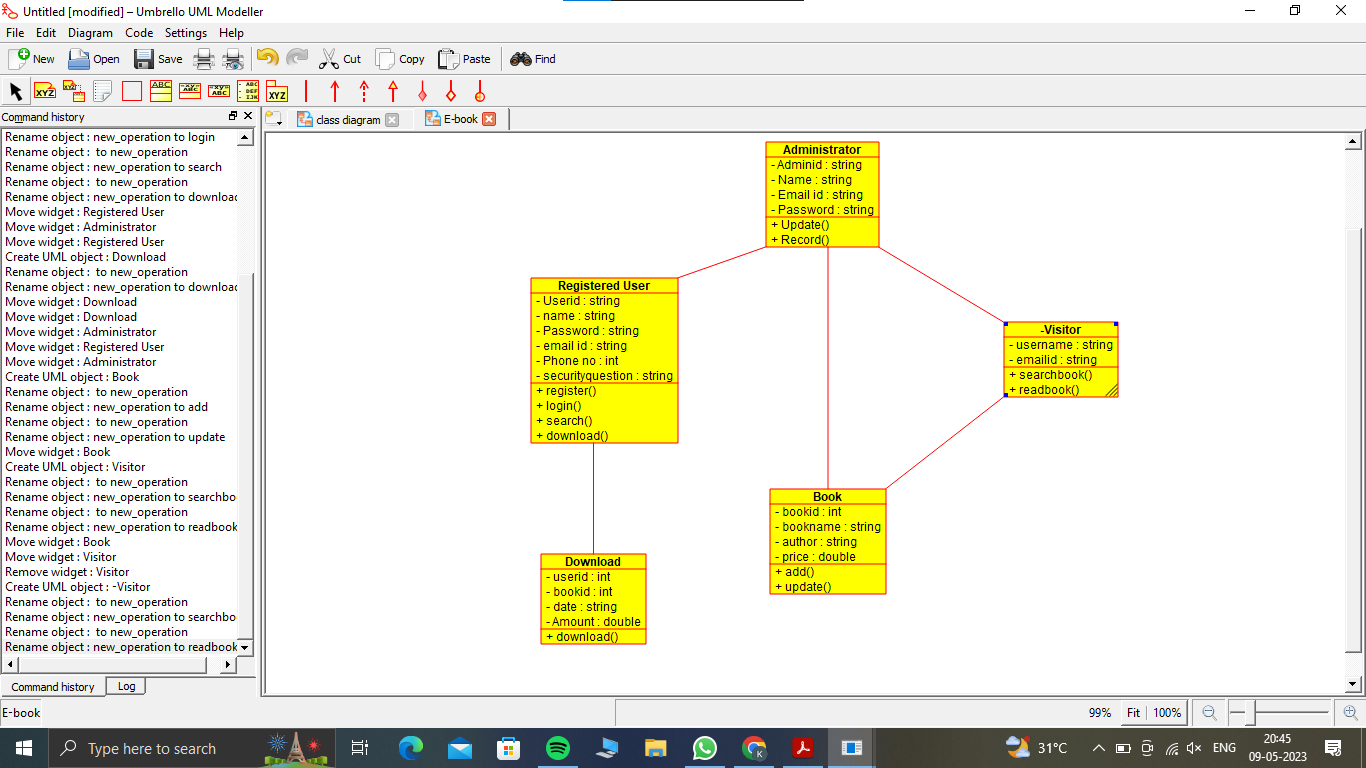 Untitled [modified] – Umbrello UML Modeller
File Edit Diagram Code Settings Help
New Open Save Cut Copy Paste Find
Command history
class diagram
E-book
Rename object : new_operation to login
Rename object :  to new_operation
Rename object : new_operation to search
Rename object :  to new_operation
Rename object : new_operation to download
Move widget : Registered User
Move widget : Administrator
Move widget : Registered User
Create UML object : Download
Rename object :  to new_operation
Rename object : new_operation to download
Move widget : Download
Move widget : Download
Move widget : Administrator
Move widget : Registered User
Move widget : Administrator
Create UML object : Book
Rename object :  to new_operation
Rename object : new_operation to add
Rename object :  to new_operation
Rename object : new_operation to update
Move widget : Book
Create UML object : Visitor
Rename object :  to new_operation
Rename object : new_operation to searchbo
Rename object :  to new_operation
Rename object : new_operation to readbook
Move widget : Book
Move widget : Visitor
Remove widget : Visitor
Create UML object : -Visitor
Rename object :  to new_operation
Rename object : new_operation to searchbo
Rename object :  to new_operation
Rename object : new_operation to readbook
Command history Log
Administrator
- Adminid : string
- Name : string
- Email id : string
- Password : string
+ Update()
+ Record()
Registered User
- Userid : string
- name : string
- Password : string
- email id : string
- Phone no : int
- securityquestion : string
+ register()
+ login()
+ search()
+ download()
-Visitor
- username : string
- emailid : string
+ searchbook()
+ readbook()
Book
- bookid : int
- bookname : string
- author : string
- price : double
+ add()
+ update()
Download
- userid : int
- bookid : int
- date : string
- Amount : double
+ download()
E-book
99% Fit 100%
Type here to search
31°C
ENG
20:45
09-05-2023